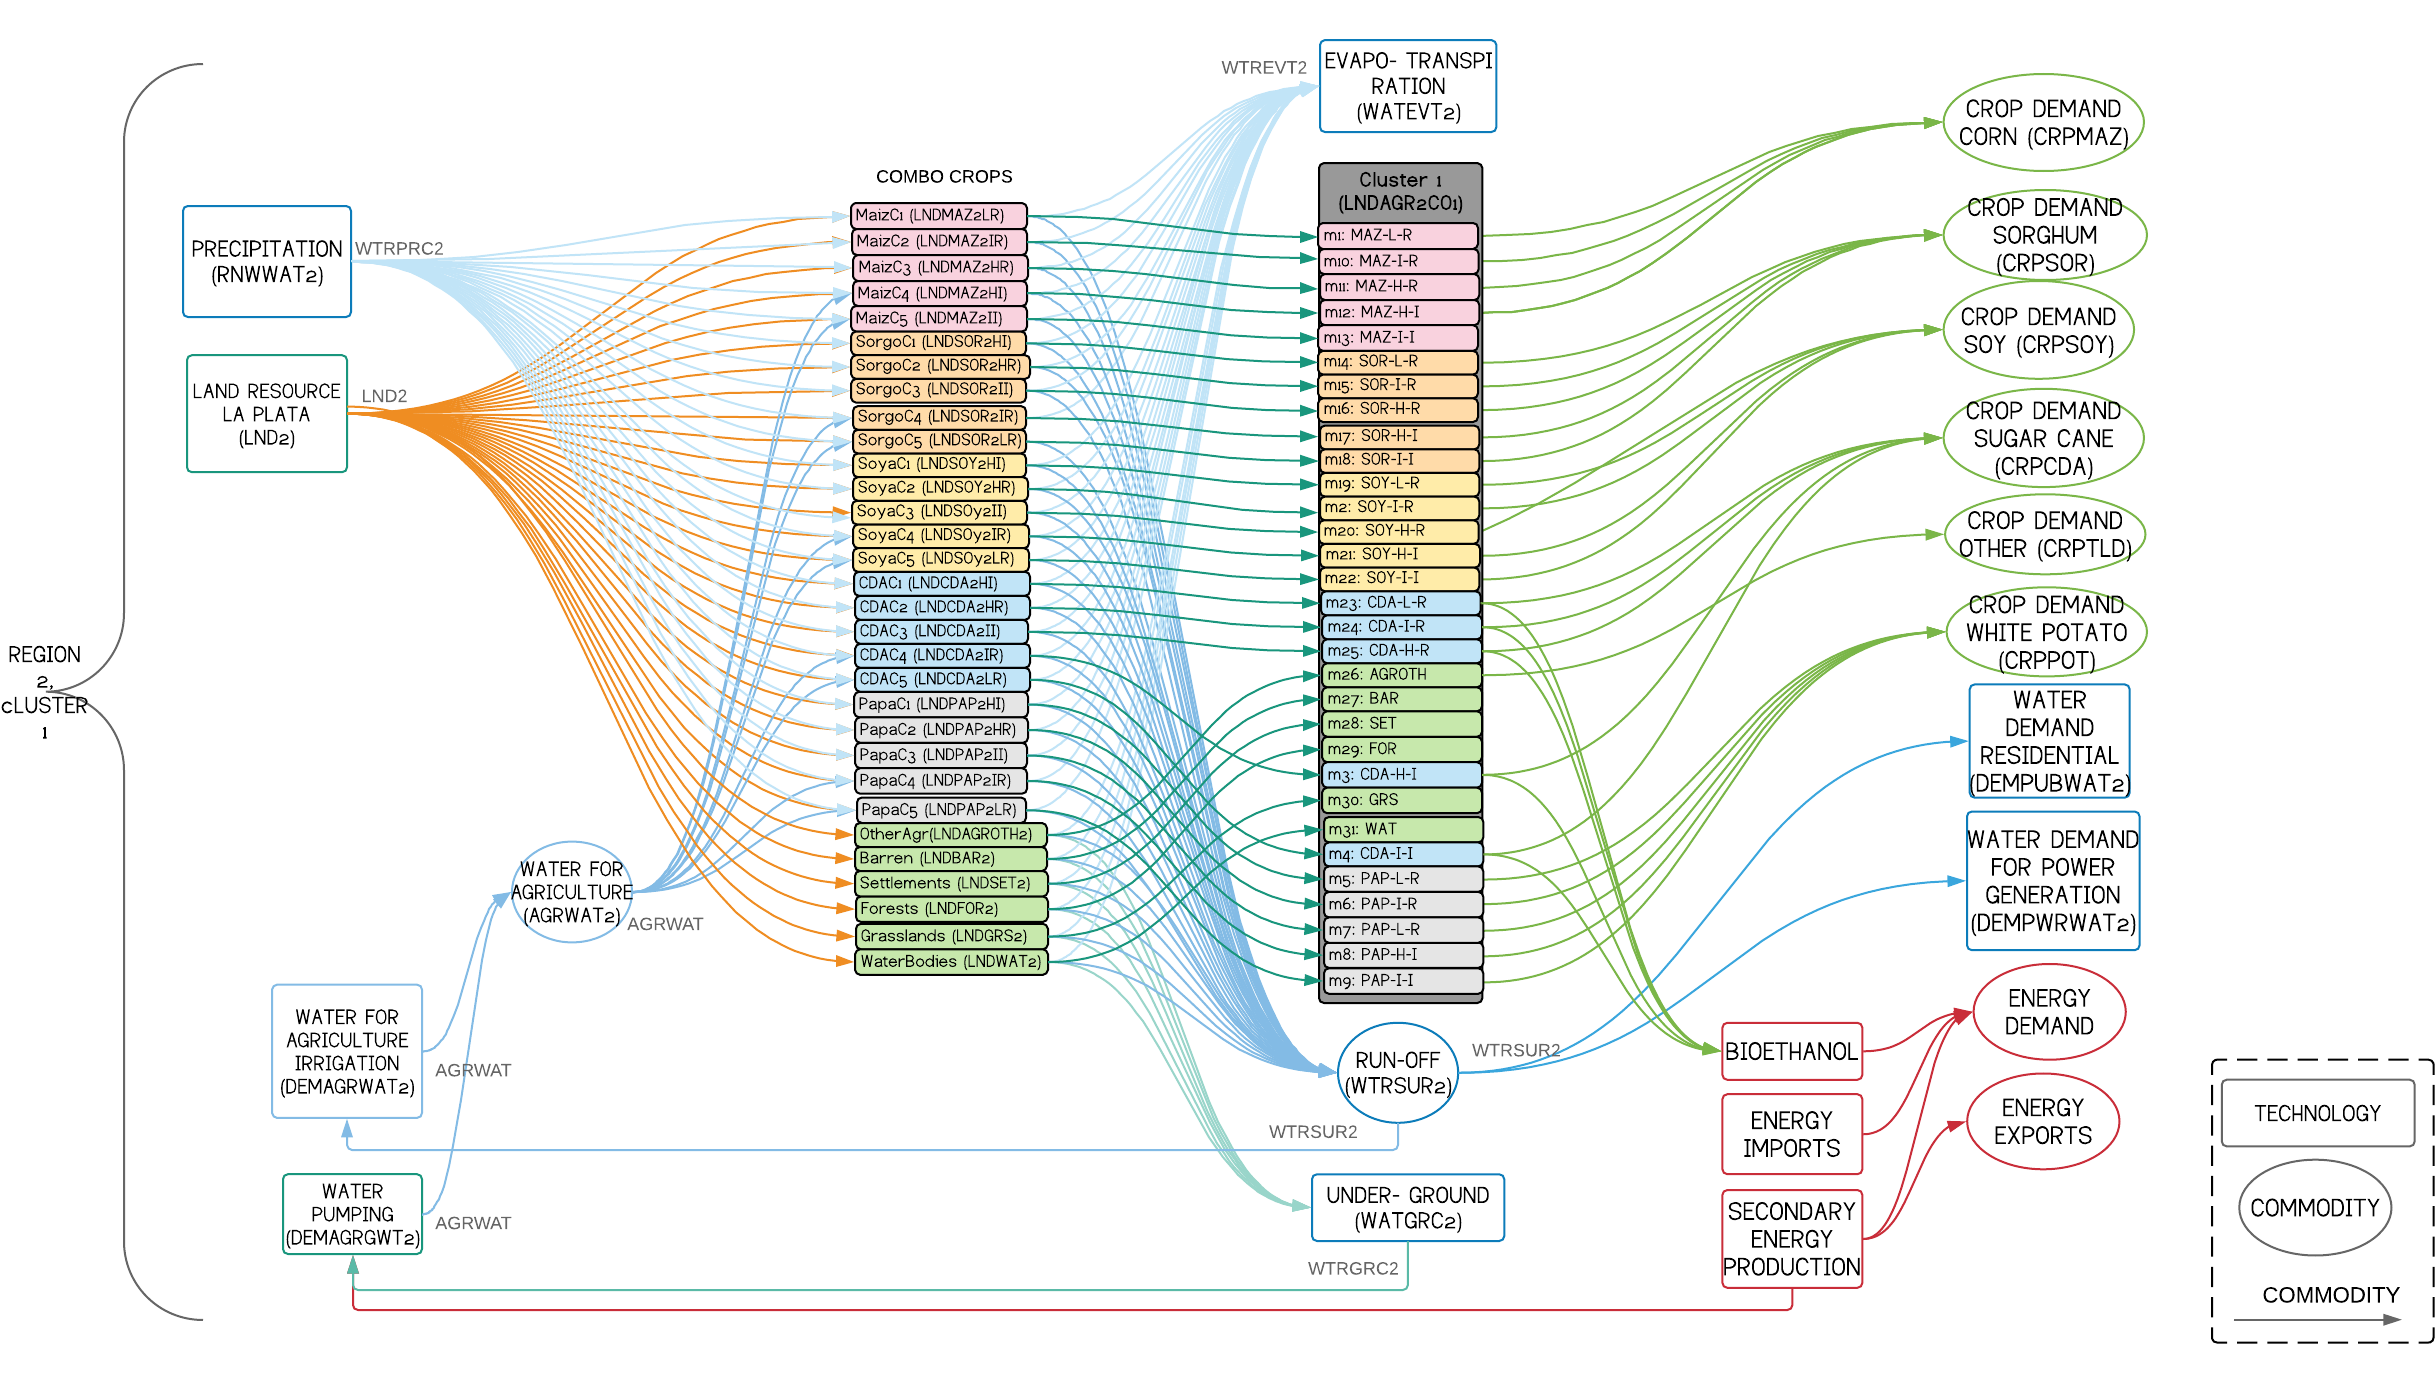 REGION
2,
cLUSTER
1
PRECIPITATION
(RNWWAT2)
WTRPRC2
LAND RESOURCE
LA PLATA
(LND2)
LND2
WATER FOR
AGRICULTURE
(AGRWAT2)
AGRWAT
WATER FOR
AGRICULTURE
IRRIGATION
(DEMAGRWAT2)
AGRWAT
WATER
PUMPING
(DEMAGRGWT2)
AGRWAT
COMBO CROPS
MaizC1 (LNDMAZ2LR)
MaizC2 (LNDMAZ2IR)
MaizC3 (LNDMAZ2HR)
MaizC4 (LNDMAZ2HI)
MaizC5 (LNDMAZ2II)
SorgoC1 (LNDSOR2HI)
SorgoC2 (LNDSOR2HR)
SorgoC3 (LNDSOR2II)
SorgoC4 (LNDSOR2IR)
SorgoC5 (LNDSOR2LR)
SoyaC1 (LNDSOY2HI)
SoyaC2 (LNDSOY2HR)
SoyaC3 (LNDSOy2II)
SoyaC4 (LNDSOy2IR)
SoyaC5 (LNDSOy2LR)
CDAC1 (LNDCDA2HI)
CDAC2 (LNDCDA2HR)
CDAC3 (LNDCDA2II)
CDAC4 (LNDCDA2IR)
CDAC5 (LNDCDA2LR)
PapaC1 (LNDPAP2HI)
PapaC2 (LNDPAP2HR)
PapaC3 (LNDPAP2II)
PapaC4 (LNDPAP2IR)
PapaC5 (LNDPAP2LR)
OtherAgr(LNDAGROTH2)
Barren (LNDBAR2)
Settlements (LNDSET2)
Forests (LNDFOR2)
Grasslands (LNDGRS2)
WaterBodies (LNDWAT2)
WTREVT2
EVAPO- TRANSPI
RATION
(WATEVT2)
Cluster 1
(LNDAGR2C01)
m1: MAZ-L-R
m10: MAZ-I-R
m11: MAZ-H-R
m12: MAZ-H-I
m13: MAZ-I-I
m14: SOR-L-R
m15: SOR-I-R
m16: SOR-H-R
m17: SOR-H-I
m18: SOR-I-I
m19: SOY-L-R
m2: SOY-I-R
m20: SOY-H-R
m21: SOY-H-I
m22: SOY-I-I
m23: CDA-L-R
m24: CDA-I-R
m25: CDA-H-R
m26: AGROTH
m27: BAR
m28: SET
m29: FOR
m3: CDA-H-I
m30: GRS
m31: WAT
m4: CDA-I-I
m5: PAP-L-R
m6: PAP-I-R
m7: PAP-L-R
m8: PAP-H-I
m9: PAP-I-I
RUN-OFF
(WTRSUR2)
WTRSUR2
WTRSUR2
UNDER- GROUND
(WATGRC2)
WTRGRC2
CROP DEMAND
CORN (CRPMAZ)
CROP DEMAND
SORGHUM
(CRPSOR)
CROP DEMAND
SOY (CRPSOY)
CROP DEMAND
SUGAR CANE
(CRPCDA)
CROP DEMAND
OTHER (CRPTLD)
CROP DEMAND
WHITE POTATO
(CRPPOT)
WATER
DEMAND
RESIDENTIAL
(DEMPUBWAT2)
WATER DEMAND
FOR POWER
GENERATION
(DEMPWRWAT2)
BIOETHANOL
ENERGY
IMPORTS
SECONDARY
ENERGY
PRODUCTION
ENERGY
DEMAND
ENERGY
EXPORTS
TECHNOLOGY
COMMODITY
COMMODITY